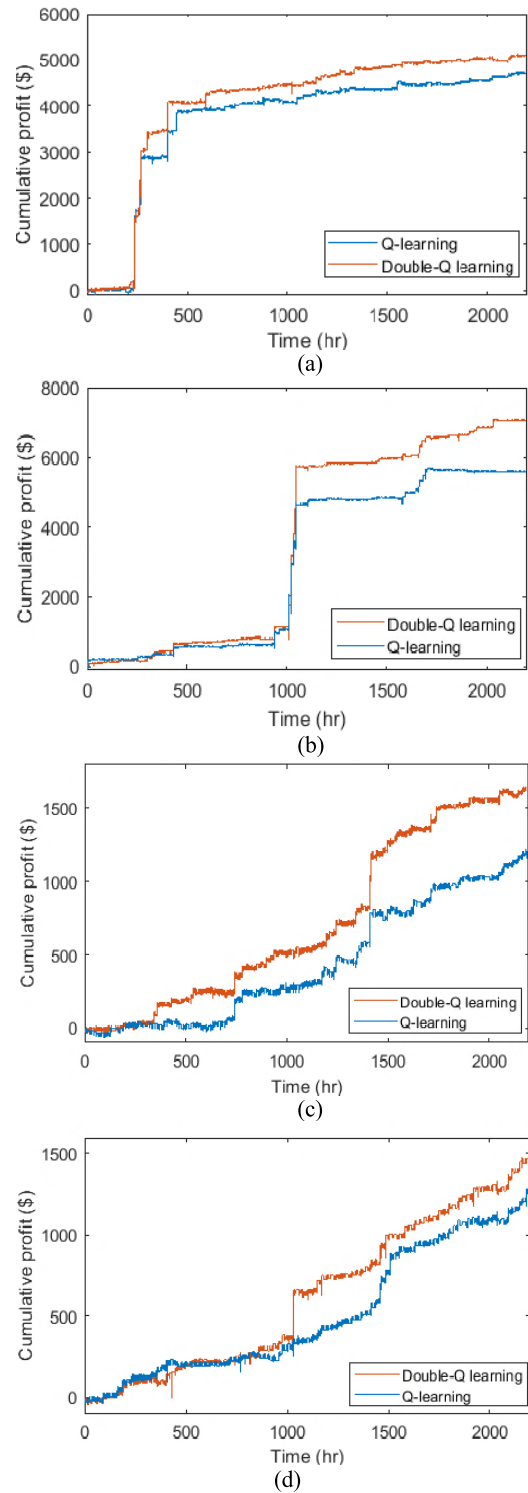 6000
5000
4000
3000
2000
1000
0
Cumulative profit ($)
Q-learning
Double-Q learning
0 500 1000 1500 2000
Time (hr)
(a)
8000
6000
4000
2000
0
Cumulative profit ($)
Double-Q learning
Q-learning
0 500 1000 1500 2000
Time (hr)
(b)
1500
1000
500
0
Cumulative profit ($)
Double-Q learning
Q-learning
0 500 1000 1500 2000
Time (hr)
(c)
1500
1000
500
0
Cumulative profit ($)
Double-Q learning
Q-learning
0 500 1000 1500 2000
Time (hr)
(d)